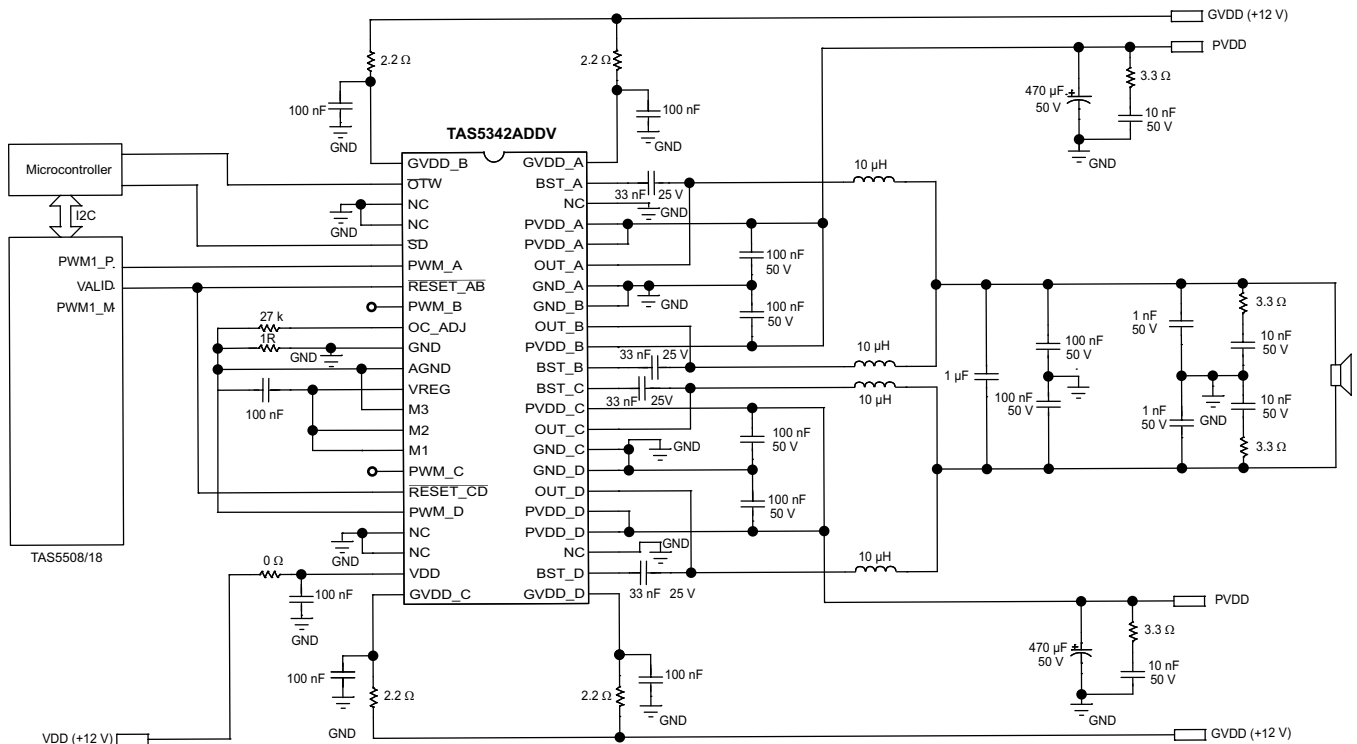 GVDD (+12 V)
PVDD
2.2 Ω
2.2 Ω
3.3 Ω
470 µF
50 V
10 nF
50 V
100 nF
GND
100 nF
GND
GND
TAS5342ADDV
Microcontroller
I2C
PWM1_P
VALID
PWM1_M
TAS5508/18
GVDD_B
OTW
NC
NC
SD
PWM_A
RESET_AB
PWM_B
OC_ADJ
GND
AGND
VREG
M3
M2
M1
PWM_C
RESET_CD
PWM_D
NC
NC
VDD
GVDD_C
GVDD_A
BST_A
NC
PVDD_A
PVDD_A
OUT_A
GND_A
GND_B
OUT_B
PVDD_B
BST_B
BST_C
PVDD_C
OUT_C
GND_C
GND_D
OUT_D
PVDD_D
PVDD_D
NC
BST_D
GVDD_D
GND
27 k
1R
GND
100 nF
GND
0 Ω
100 nF
GND
33 nF 25 V
GND
10 µH
100 nF
50 V
GND
100 nF
50 V
33 nF 25 V
10 µH
33 nF 25V
10 µH
GND
100 nF
50 V
100 nF
50 V
GND
33 nF 25 V
10 µH
1 µF
100 nF
50 V
100 nF
50 V
1 nF
50 V
1 nF
50 V
GND
3.3 Ω
10 nF
50 V
10 nF
50 V
3.3 Ω
PVDD
3.3 Ω
470 µF
50 V
10 nF
50 V
GND
100 nF
2.2 Ω
GND
100 nF
2.2 Ω
GND
VDD (+12 V)
GVDD (+12 V)